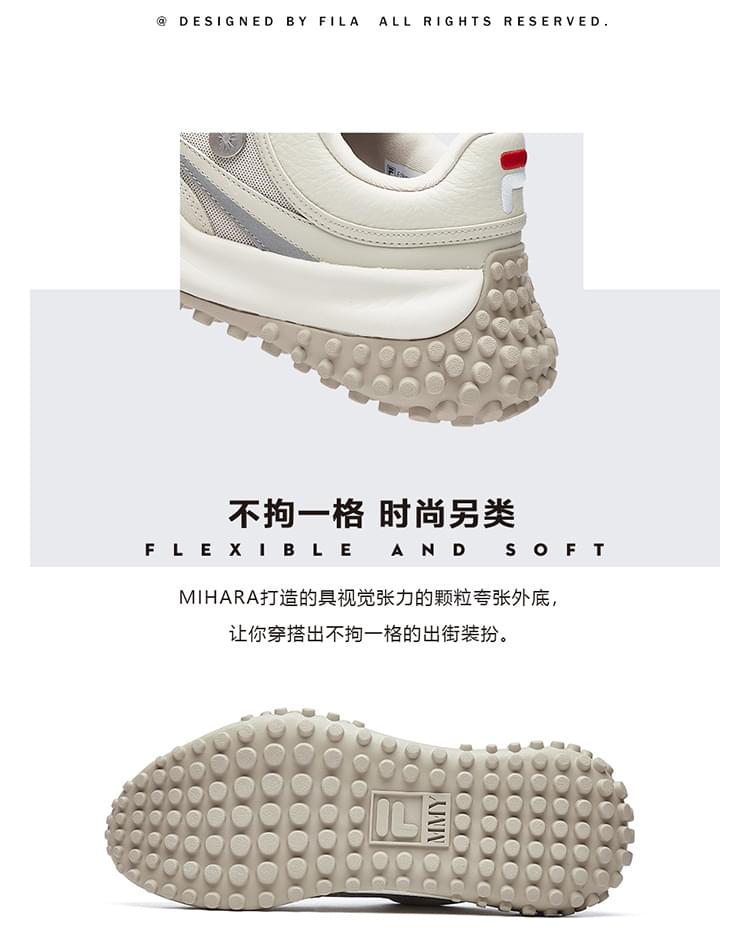 @ DESIGNED BY FILA ALL RIGHTS RESERVED.
不拘一格 时尚另类
FLEXIBLE AND SOFT
MIHARA打造的具视觉张力的颗粒夸张外底，
让你穿搭出不拘一格的出街装扮。
MMY